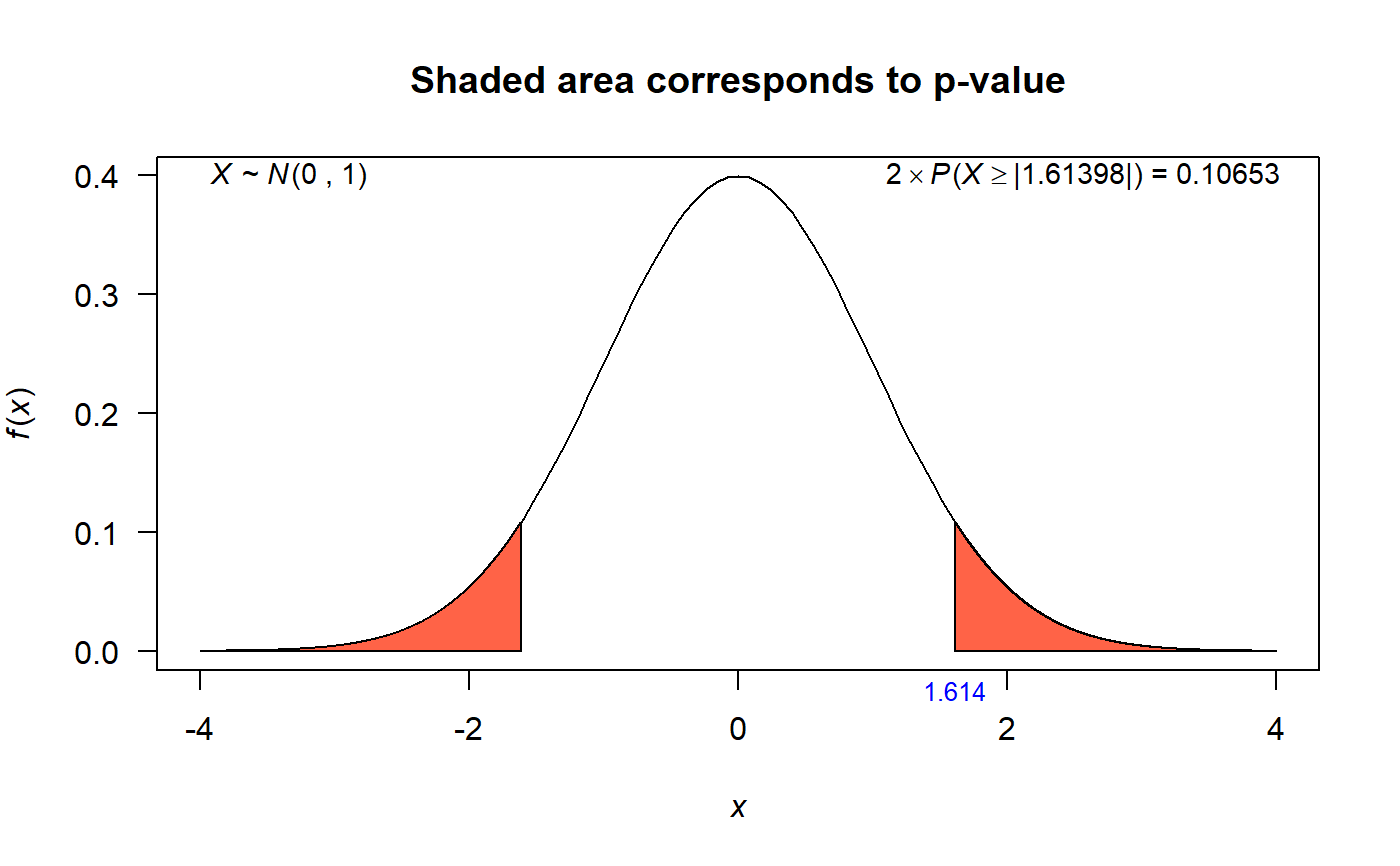 Shaded area corresponds to p-value
X ~ N(0 , 1)
2 × P(X ≥ |1.61398|) = 0.10653
0.4
0.3
0.2
0.1
0.0
f(x)
1.614
-4 -2 0 2 4
x